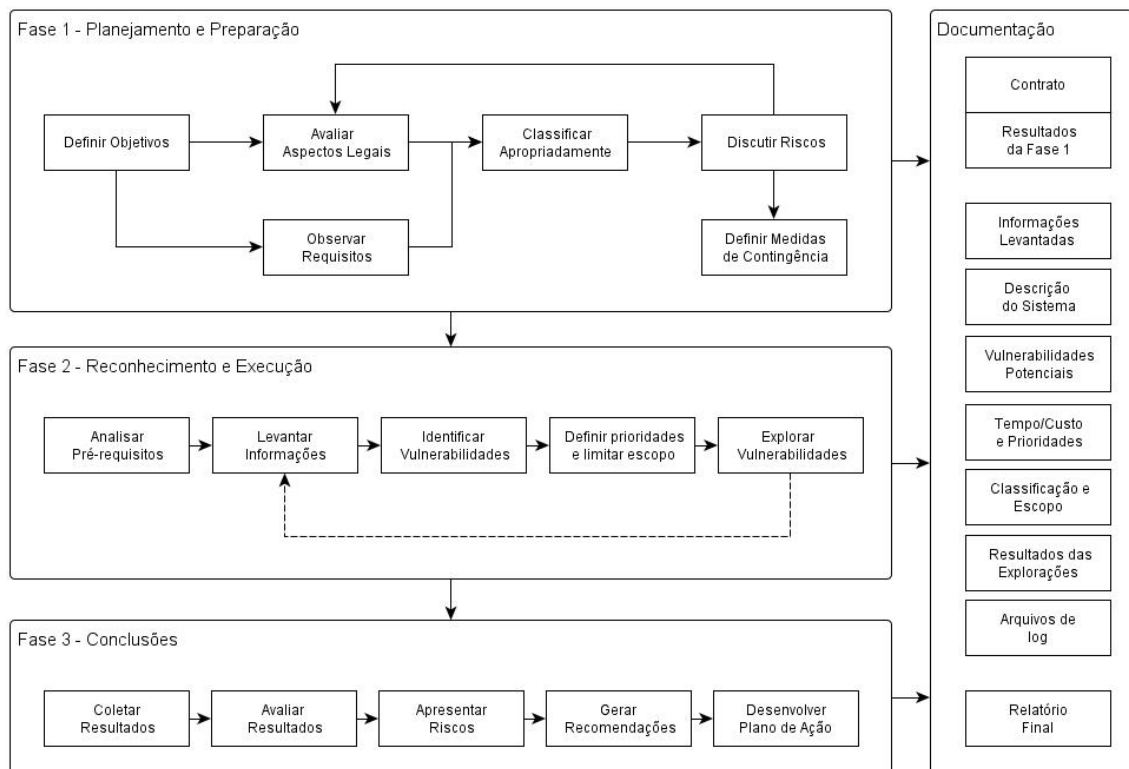 Fase 1 - Planejamento e Preparação
Definir Objetivos
Avaliar
Aspectos Legais
Classificar
Apropriadamente
Discutir Riscos
Observar
Requisitos
Definir Medidas
de Contingência
Fase 2 - Reconhecimento e Execução
Analisar
Pré-requisitos
Levantar
Informações
Identificar
Vulnerabilidades
Definir prioridades
e limitar escopo
Explorar
Vulnerabilidades
Fase 3 - Conclusões
Coletar
Resultados
Avaliar
Resultados
Apresentar
Riscos
Gerar
Recomendações
Desenvolver
Plano de Ação
Documentação
Contrato
Resultados
da Fase 1
Informações
Levantadas
Descrição
do Sistema
Vulnerabilidades
Potenciais
Tempo/Custo
e Prioridades
Classificação e
Escopo
Resultados das
Explorações
Arquivos de
log
Relatório
Final